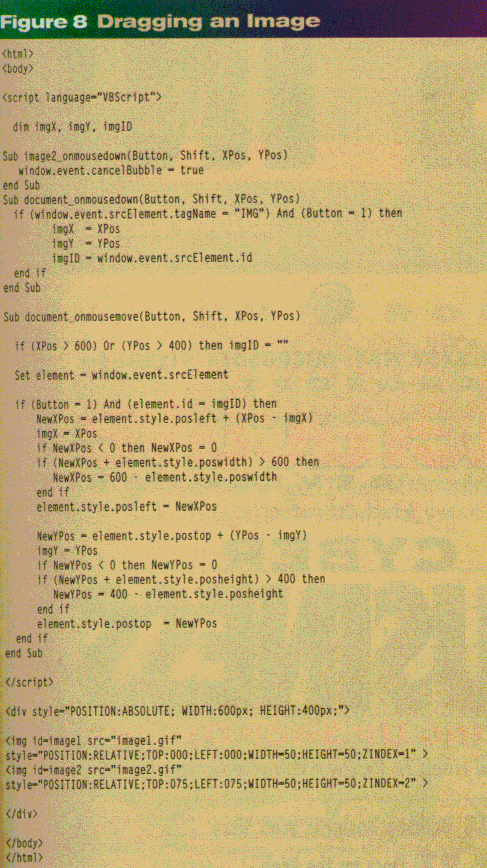 Figure 8 Dragging an Image
<html>
<body>
<script language="VBScript">
dim imgX, imgY, imgID
Sub image2_onmousedown(Button, Shift, XPos, YPos)
window.event.cancelBubble = true
end Sub
Sub document_onmousedown(Button, Shift, XPos, YPos)
if (window.event.srcElement.tagName = "IMG") And (Button = 1) then
imgX = XPos
imgY = YPos
imgID = window.event.srcElement.id
end if
end Sub
Sub document_onmousemove(Button, Shift, XPos, YPos)
if (XPos > 600) Or (YPos > 400) then imgID = ""
Set element = window.event.srcElement
if (Button = 1) And (element.id = imgID) then
NewXPos = element.style.posleft + (XPos - imgX)
imgX = XPos
if NewXPos < 0 then NewXPos = 0
if (NewXPos + element.style.poswidth) > 600 then
NewXPos = 600 - element.style.poswidth
end if
element.style.posleft = NewXPos
NewYPos = element.style.postop + (YPos - imgY)
imgY = YPos
if NewYPos < 0 then NewYPos = 0
if (NewYPos + element.style.posheight) > 400 then
NewYPos = 400 - element.style.posheight
end if
element.style.postop = NewYPos
end if
end Sub
</script>
<div style="POSITION:ABSOLUTE; WIDTH:600px; HEIGHT:400px;">
<img id=image1 src="image1.gif"
style="POSITION:RELATIVE;TOP:000;LEFT:000;WIDTH=50;HEIGHT=50;ZINDEX=1" >
<img id=image2 src="image2.gif"
style="POSITION:RELATIVE;TOP:075;LEFT:075;WIDTH=50;HEIGHT=50;ZINDEX=2" >
</div>
</body>
</html>